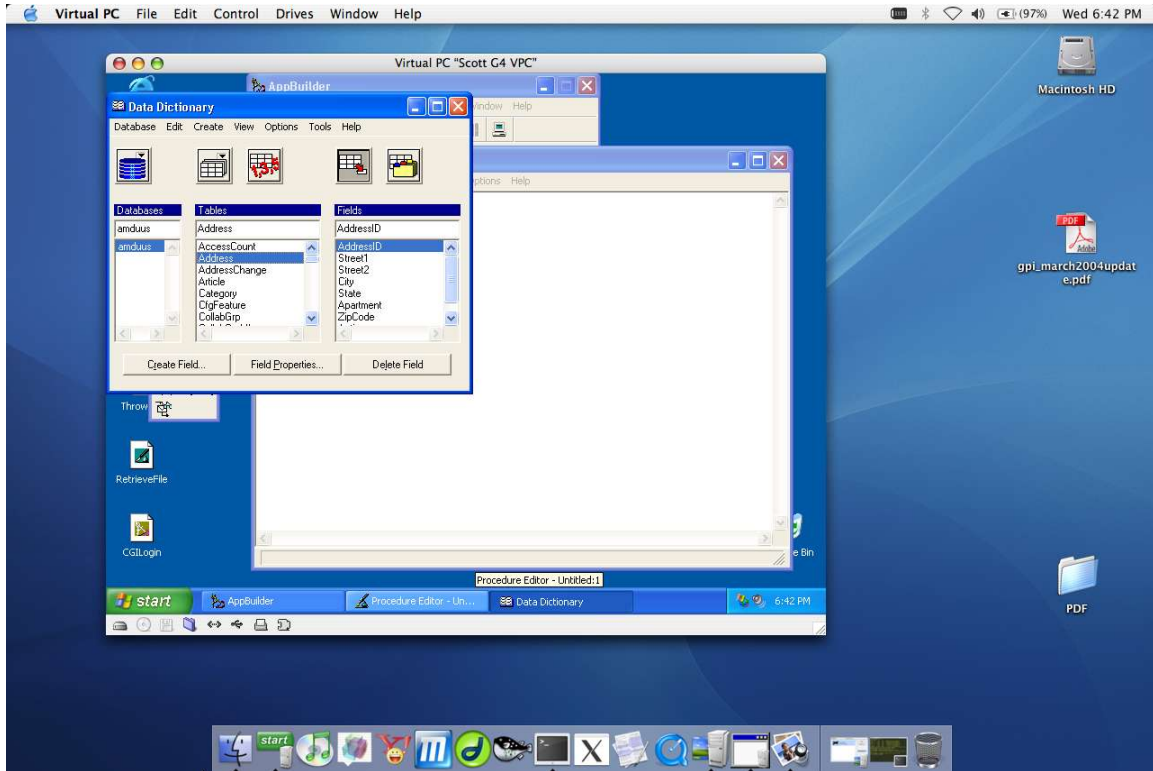 Virtual PC File Edit Control Drives Window Help (97%) Wed 6:42 PM
Virtual PC "Scott G4 VPC"
Macintosh HD
AppBuilder
Window Help
Data Dictionary
Database Edit Create View Options Tools Help
1,3,5
Options Help
Databases Tables Fields
amduus Address AddressID
amduus AccessCount AddressID
Address Street1
AddressChange Street2
Article City
Category State
CfgFeature Apartment
CollabGrp ZipCode
Create Field... Field Properties... Delete Field
PDF
Adobe
gpi_march2004updat
e.pdf
Throw
RetrieveFile
CGILogin
e Bin
Procedure Editor - Untitled:1
start AppBuilder Procedure Editor - Un... Data Dictionary 6:42 PM
PDF
start
X